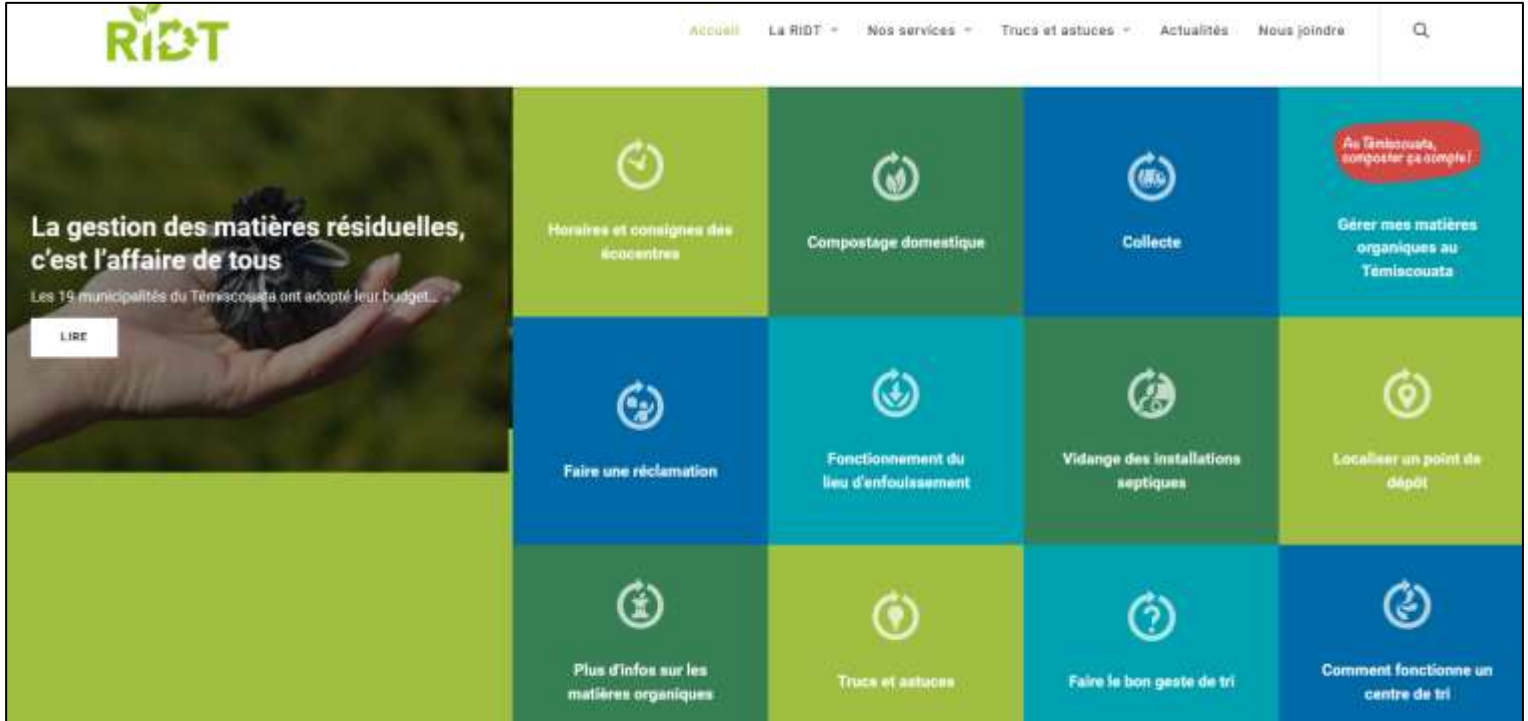 RIDT
Accueil La RIDT Nos services Trucs et astuces Actualités Nous joindre
La gestion des matières résiduelles,
c'est l'affaire de tous
Les 19 municipalités du Témiscouata ont adopté leur budget...
LIRE
Horaires et consignes des
écocentres
Compostage domestique
Collecte
Au Témiscouata,
composter ça compte!
Gérer mes matières
organiques au
Témiscouata
Faire une réclamation
Fonctionnement du
lieu d'enfouissement
Vidange des installations
septiques
Localiser un point de
dépôt
Plus d'infos sur les
matières organiques
Trucs et astuces
Faire le bon geste de tri
Comment fonctionne un
centre de tri